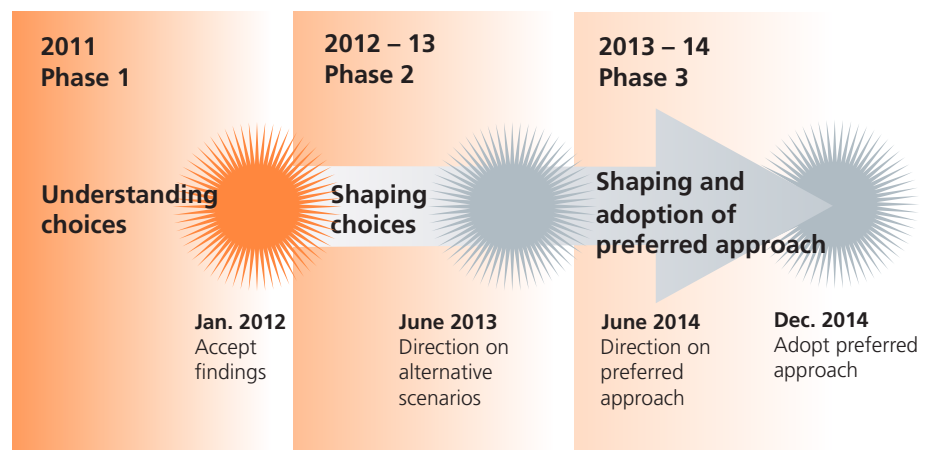 2011
Phase 1
2012 – 13
Phase 2
2013 – 14
Phase 3
Understanding
choices
Shaping
choices
Shaping and
adoption of
preferred approach
Jan. 2012
Accept
findings
June 2013
Direction on
alternative
scenarios
June 2014
Direction on
preferred
approach
Dec. 2014
Adopt preferred
approach